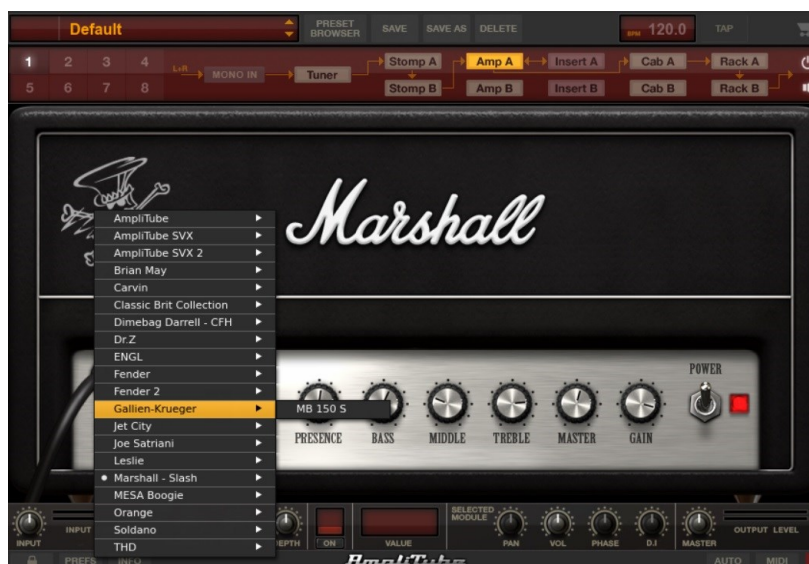 Default
PRESET BROWSER SAVE SAVE AS DELETE
BPM 120.0 TAP
1 2 3 4
L+R MONO IN Tuner Stomp A Amp A Insert A Cab A Rack A
5 6 7 8
Stomp B Amp B Insert B Cab B Rack B
Marshall
AmpliTube
AmpliTube SVX
AmpliTube SVX 2
Brian May
Carvin
Classic Brit Collection
Dimebag Darrell - CFH
Dr.Z
ENGL
Fender
Fender 2
Gallien-Krueger
MB 150 S
Jet City
Joe Satriani
Leslie
Marshall - Slash
MESA Boogie
Orange
Soldano
THD
POWER
PRESENCE BASS MIDDLE TREBLE MASTER GAIN
INPUT INPUT ON VALUE
SELECTED MODULE
PAN VOL PHASE D.I MASTER OUTPUT LEVEL
PREFS INFO AmpliTube AUTO MIDI